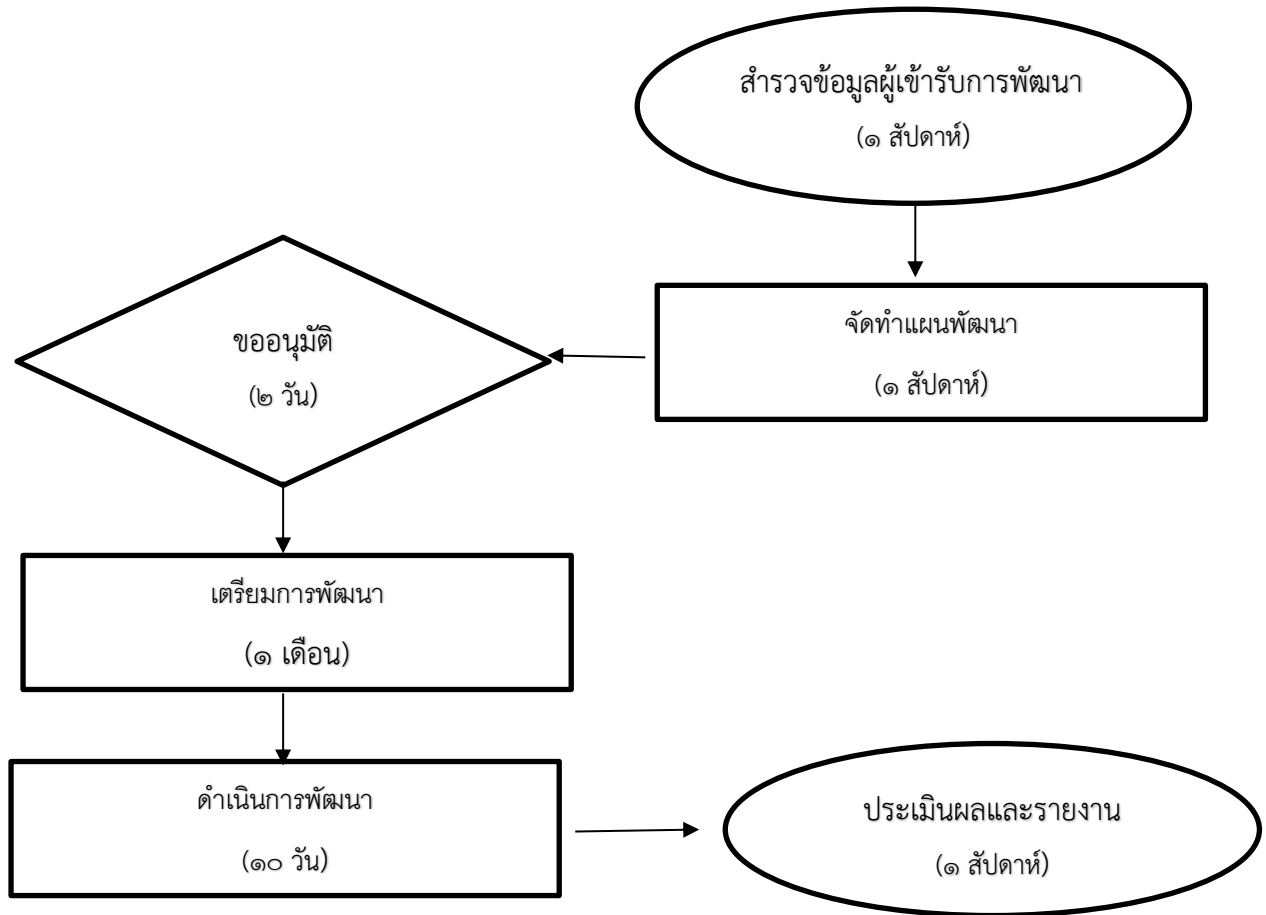 สำรวจข้อมูลผู้เข้ารับการพัฒนา
(๑ สัปดาห์)
จัดทำแผนพัฒนา
(๑ สัปดาห์)
ขออนุมัติ
(๒ วัน)
เตรียมการพัฒนา
(๑ เดือน)
ดำเนินการพัฒนา
(๑๐ วัน)
ประเมินผลและรายงาน
(๑ สัปดาห์)